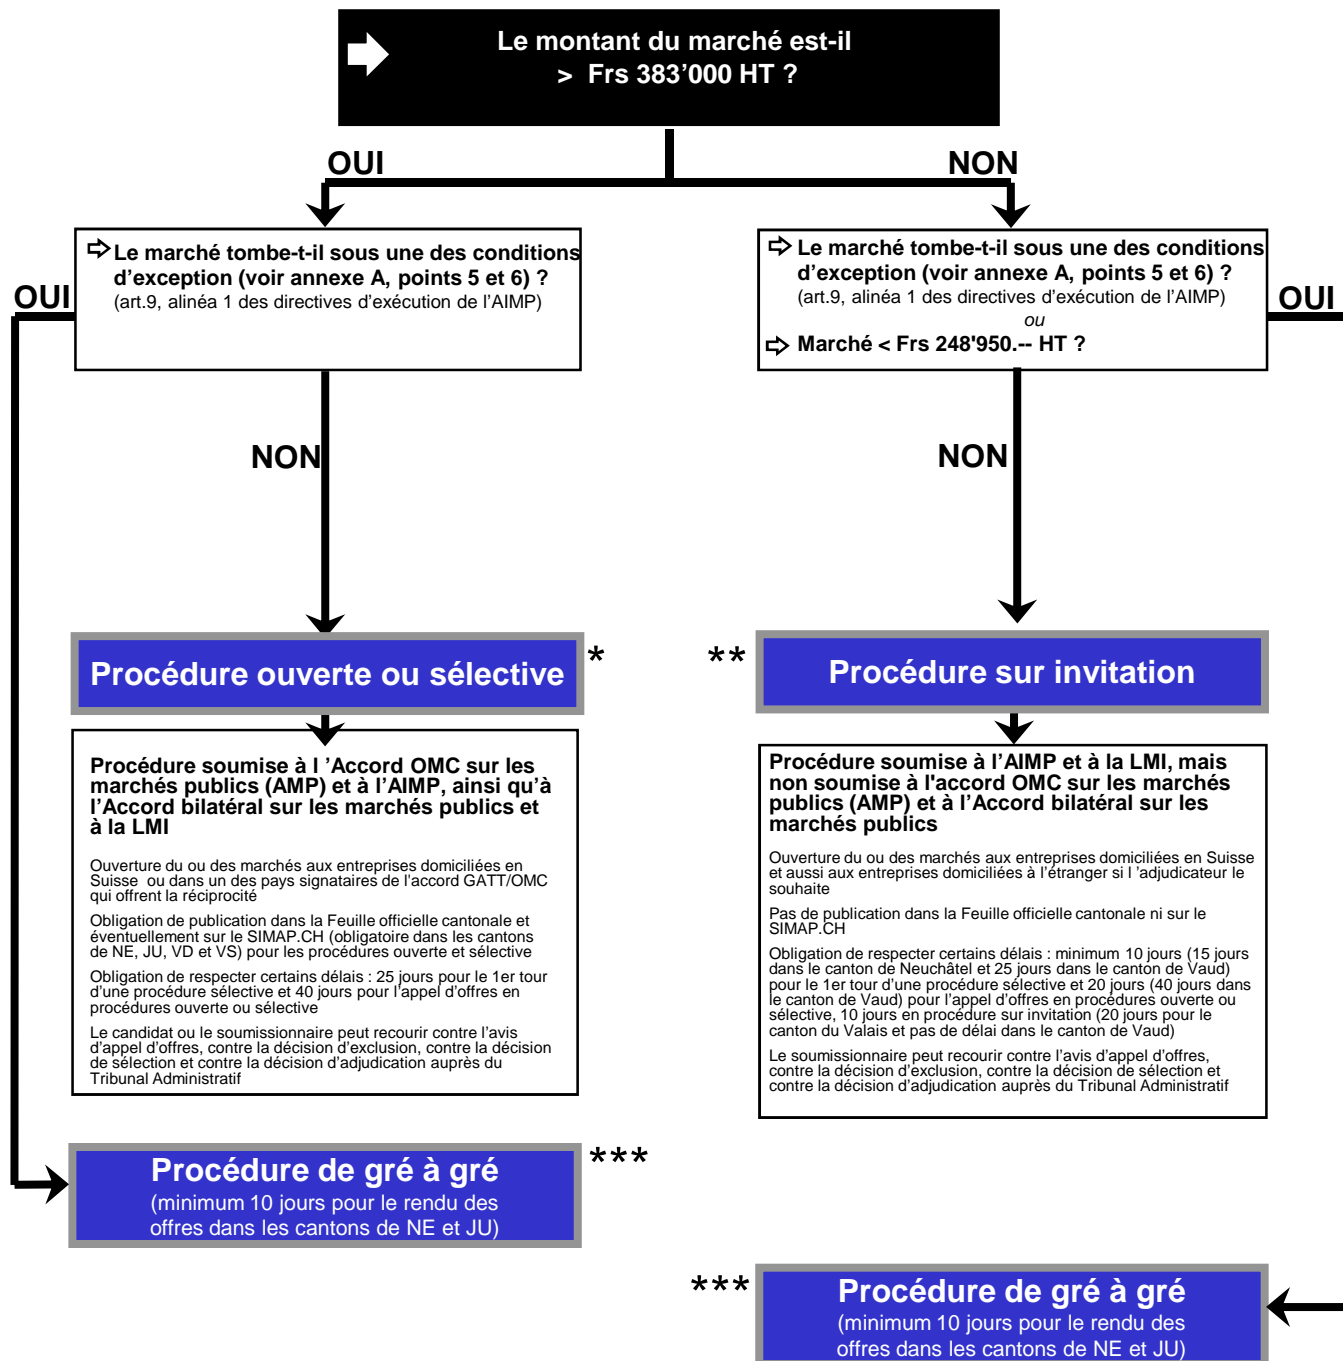 Le montant du marché est-il
> Frs 383'000 HT ?
OUI
NON
Le marché tombe-t-il sous une des conditions
d'exception (voir annexe A, points 5 et 6) ?
(art.9, alinéa 1 des directives d'exécution de l'AIMP)
OUI
NON
Le marché tombe-t-il sous une des conditions
d'exception (voir annexe A, points 5 et 6) ?
(art.9, alinéa 1 des directives d'exécution de l'AIMP)
ou
Marché < Frs 248'950.-- HT ?
OUI
NON
Procédure ouverte ou sélective
*
**
Procédure sur invitation
Procédure soumise à l 'Accord OMC sur les
marchés publics (AMP) et à l'AIMP, ainsi qu'à
l'Accord bilatéral sur les marchés publics et
à la LMI
Ouverture du ou des marchés aux entreprises domiciliées en
Suisse ou dans un des pays signataires de l'accord GATT/OMC
qui offrent la réciprocité
Obligation de publication dans la Feuille officielle cantonale et
éventuellement sur le SIMAP.CH (obligatoire dans les cantons
de NE, JU, VD et VS) pour les procédures ouverte et sélective
Obligation de respecter certains délais : 25 jours pour le 1er tour
d'une procédure sélective et 40 jours pour l'appel d'offres en
procédures ouverte ou sélective
Le candidat ou le soumissionnaire peut recourir contre l'avis
d'appel d'offres, contre la décision d'exclusion, contre la décision
de sélection et contre la décision d'adjudication auprès du
Tribunal Administratif
Procédure soumise à l'AIMP et à la LMI, mais
non soumise à l'accord OMC sur les marchés
publics (AMP) et à l'Accord bilatéral sur les
marchés publics
Ouverture du ou des marchés aux entreprises domiciliées en Suisse
et aussi aux entreprises domiciliées à l'étranger si l 'adjudicateur le
souhaite
Pas de publication dans la Feuille officielle cantonale ni sur le
SIMAP.CH
Obligation de respecter certains délais : minimum 10 jours (15 jours
dans le canton de Neuchâtel et 25 jours dans le canton de Vaud)
pour le 1er tour d'une procédure sélective et 20 jours (40 jours dans
le canton de Vaud) pour l'appel d'offres en procédures ouverte ou
sélective, 10 jours en procédure sur invitation (20 jours pour le
canton du Valais et pas de délai dans le canton de Vaud)
Le soumissionnaire peut recourir contre l'avis d'appel d'offres,
contre la décision d'exclusion, contre la décision de sélection et
contre la décision d'adjudication auprès du Tribunal Administratif
Procédure de gré à gré
(minimum 10 jours pour le rendu des
offres dans les cantons de NE et JU)
***
***
Procédure de gré à gré
(minimum 10 jours pour le rendu des
offres dans les cantons de NE et JU)